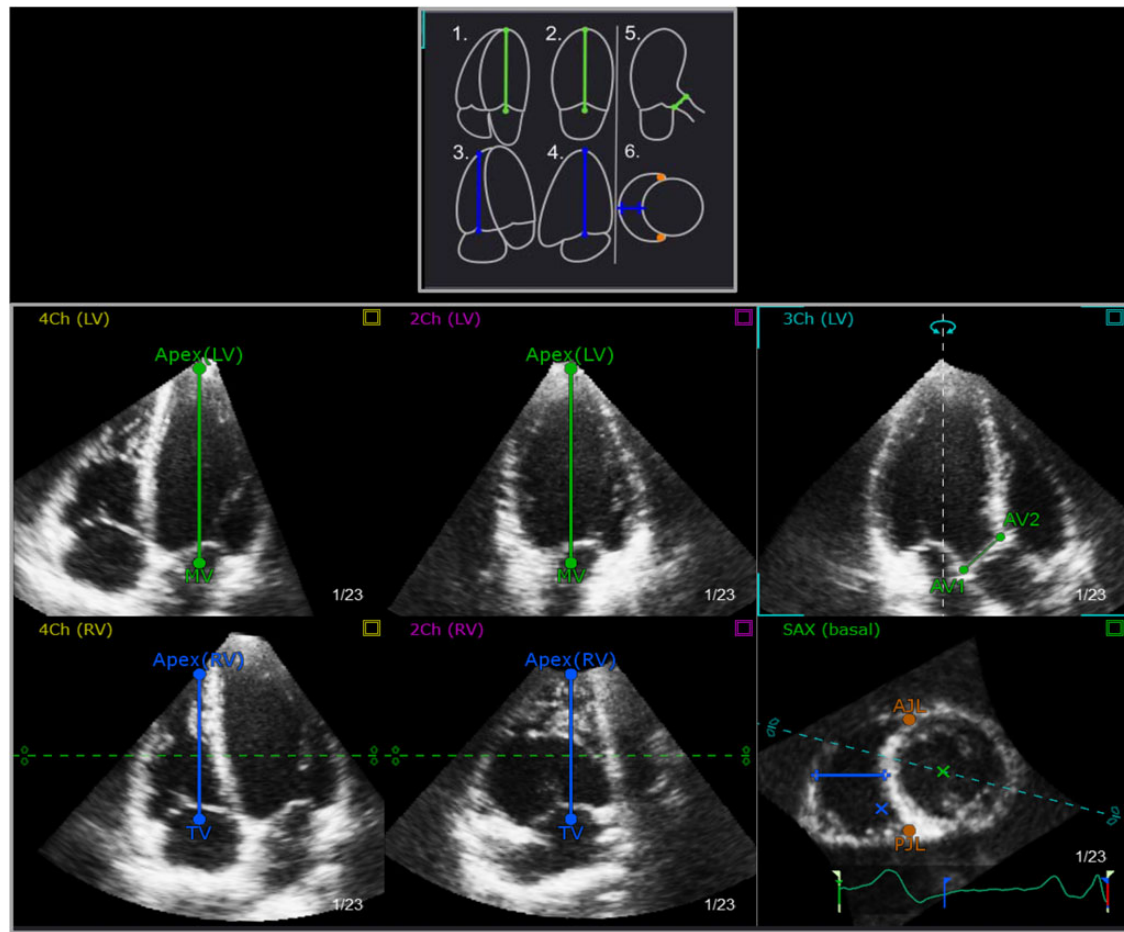 1. 2. 5.
3. 4. 6.
4Ch (LV) 2Ch (LV) 3Ch (LV)
Apex(LV) Apex(LV)
AV2
MV MV AV1
1/23 1/23 1/23
4Ch (RV) 2Ch (RV) SAX (basal)
Apex(RV) Apex(RV)
AJL
TV TV
PJL
1/23
1/23 1/23